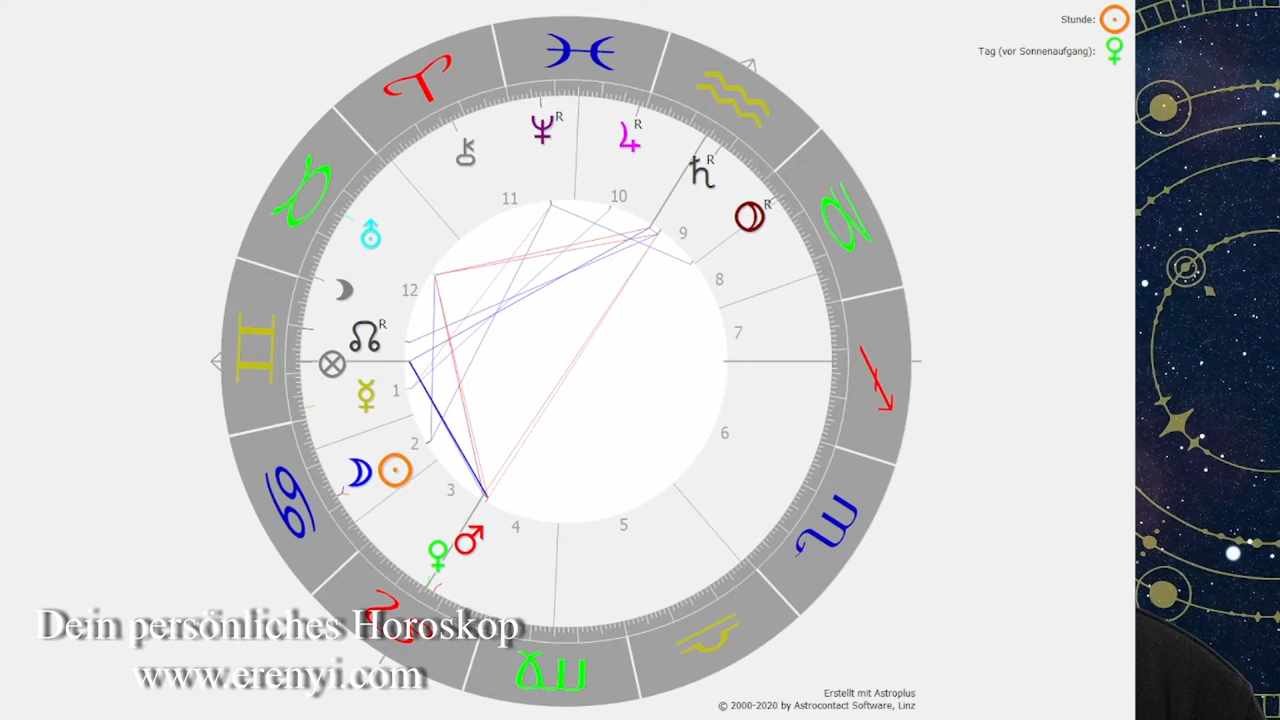 Stunde:
Tag (vor Sonnenaufgang):
R
R
R
R
R
11
10
9
12
8
7
1
2
6
3
4
5
Dein persönliches Horoskop
www.erenyi.com
Erstellt mit Astroplus
© 2000-2020 by Astrocontact Software, Linz